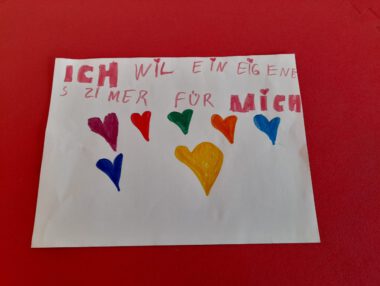 ICH WIL EIN EIGENE
S ZIMER FÜR MICH